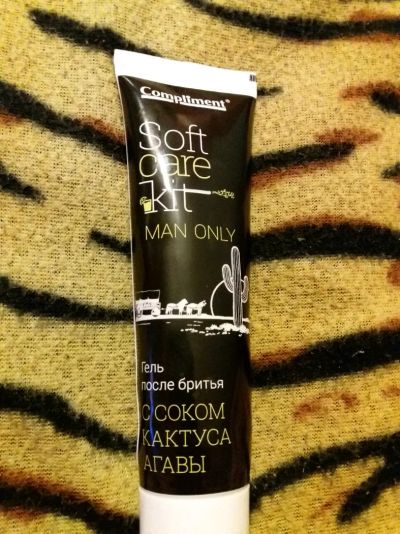 Compliment®
Soft
care
kit
MAN ONLY
Гель
после бритья
С СОКОМ
КАКТУСА
АГАВЫ